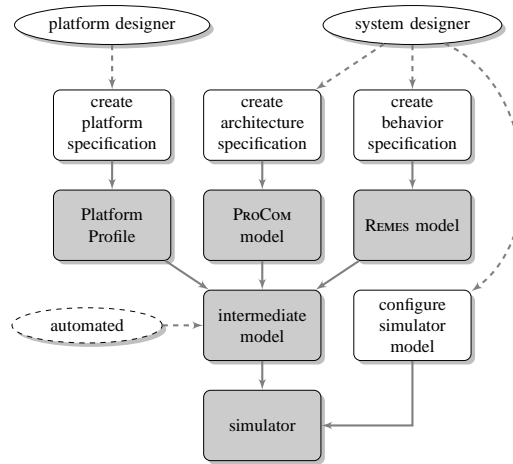 platform designer
system designer
create
platform
specification
create
architecture
specification
create
behavior
specification
Platform
Profile
PROCOM
model
REMES model
automated
intermediate
model
configure
simulator
model
simulator